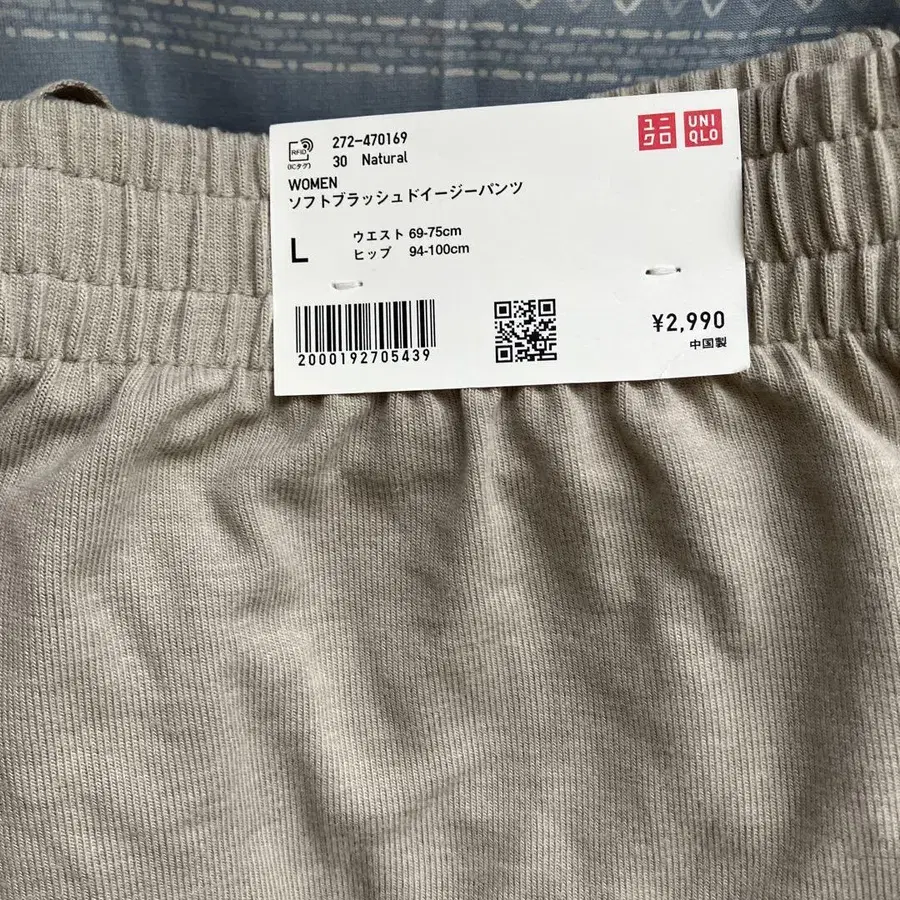 272-470169
30 Natural
RFID
(ICタグ)
ユニクロ
UNIQLO
WOMEN
ソフトブラッシュドイージーパンツ
L
ウエスト 69-75cm
ヒップ 94-100cm
2000192705439
¥2,990
中国製